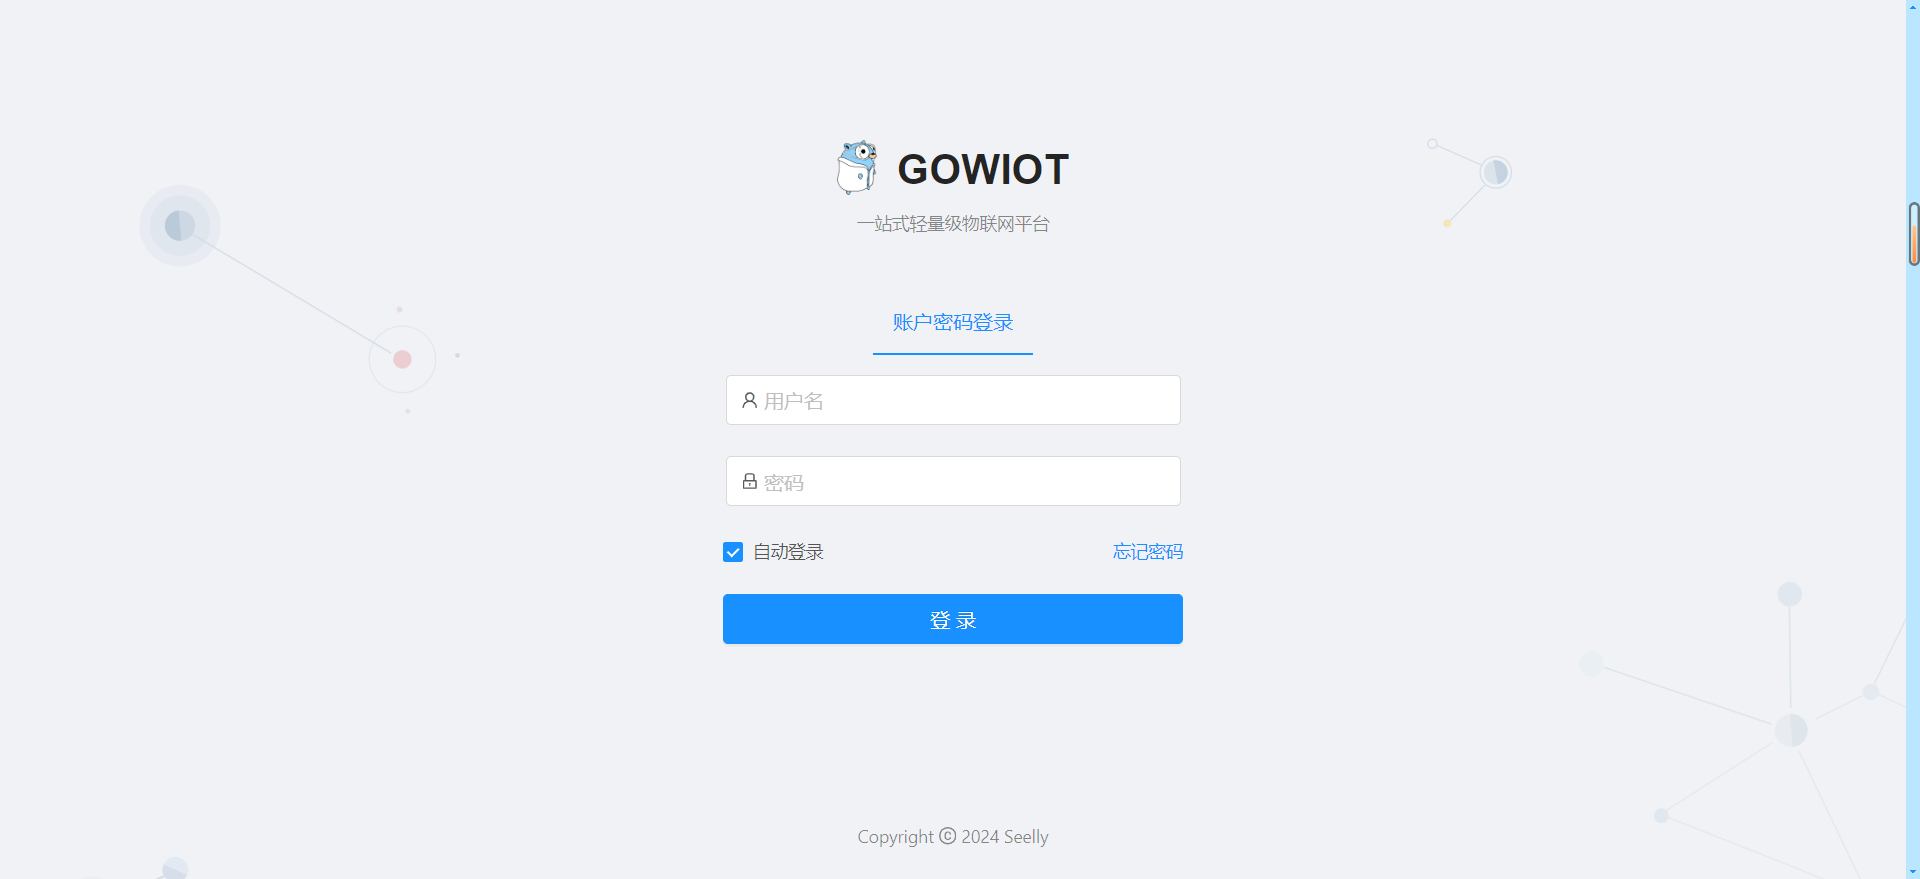 GOWIOT
一站式轻量级物联网平台
账户密码登录
用户名
密码
自动登录 忘记密码
登 录
Copyright © 2024 Seelly